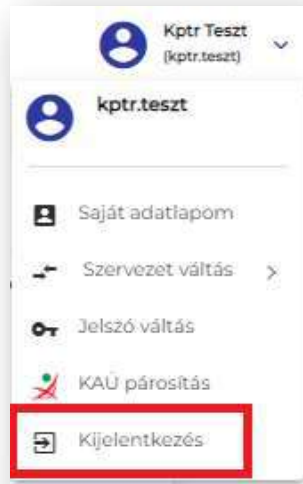 Kptr Teszt
(kptr.teszt)
kptr.teszt
Saját adatlapom
Szervezet váltás
Jelszó váltás
KAÜ párosítás
Kijelentkezés